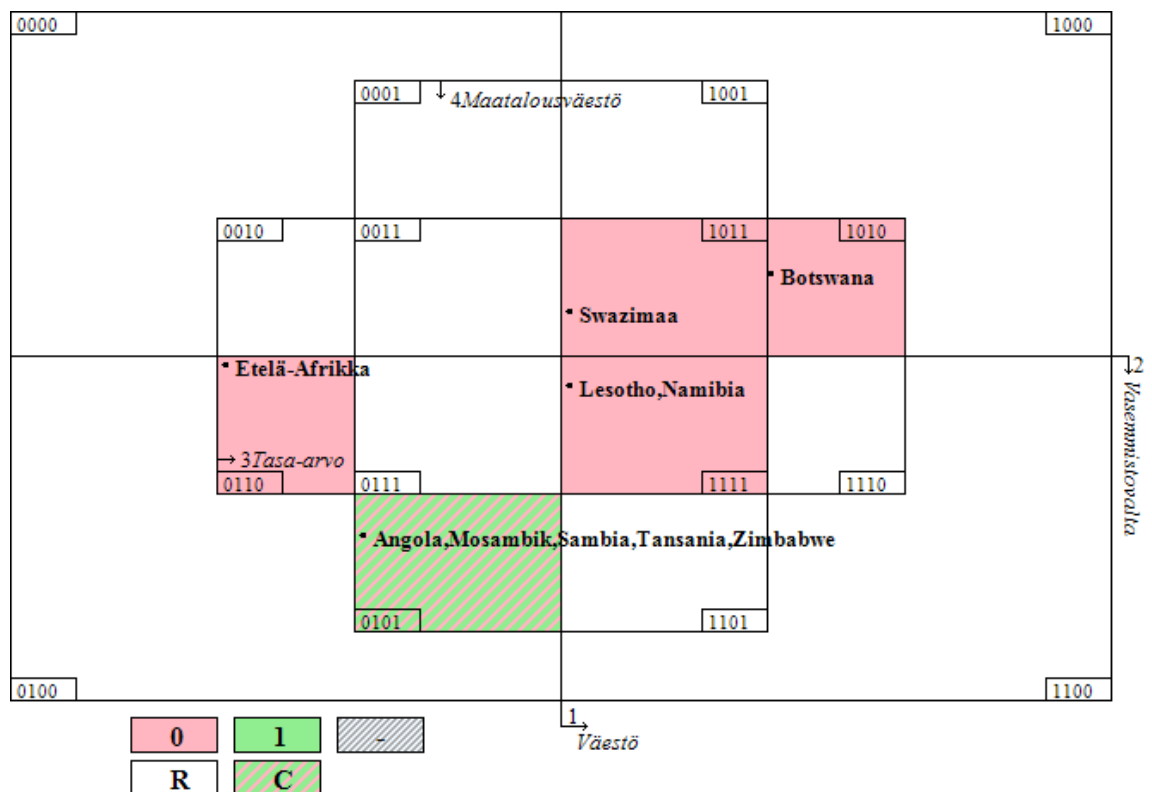 0000 1000
0001 4Maatalousväestö 1001
0010 0011 1011 1010
Botswana
Swazimaa
2
Etelä-Afrikka
Lesotho,Namibia
Vasemmistovalta
3Tasa-arvo
0110 0111 1111 1110
Angola,Mosambik,Sambia,Tansania,Zimbabwe
0101 1101
0100 1100
1
Väestö
0 1 -
R C